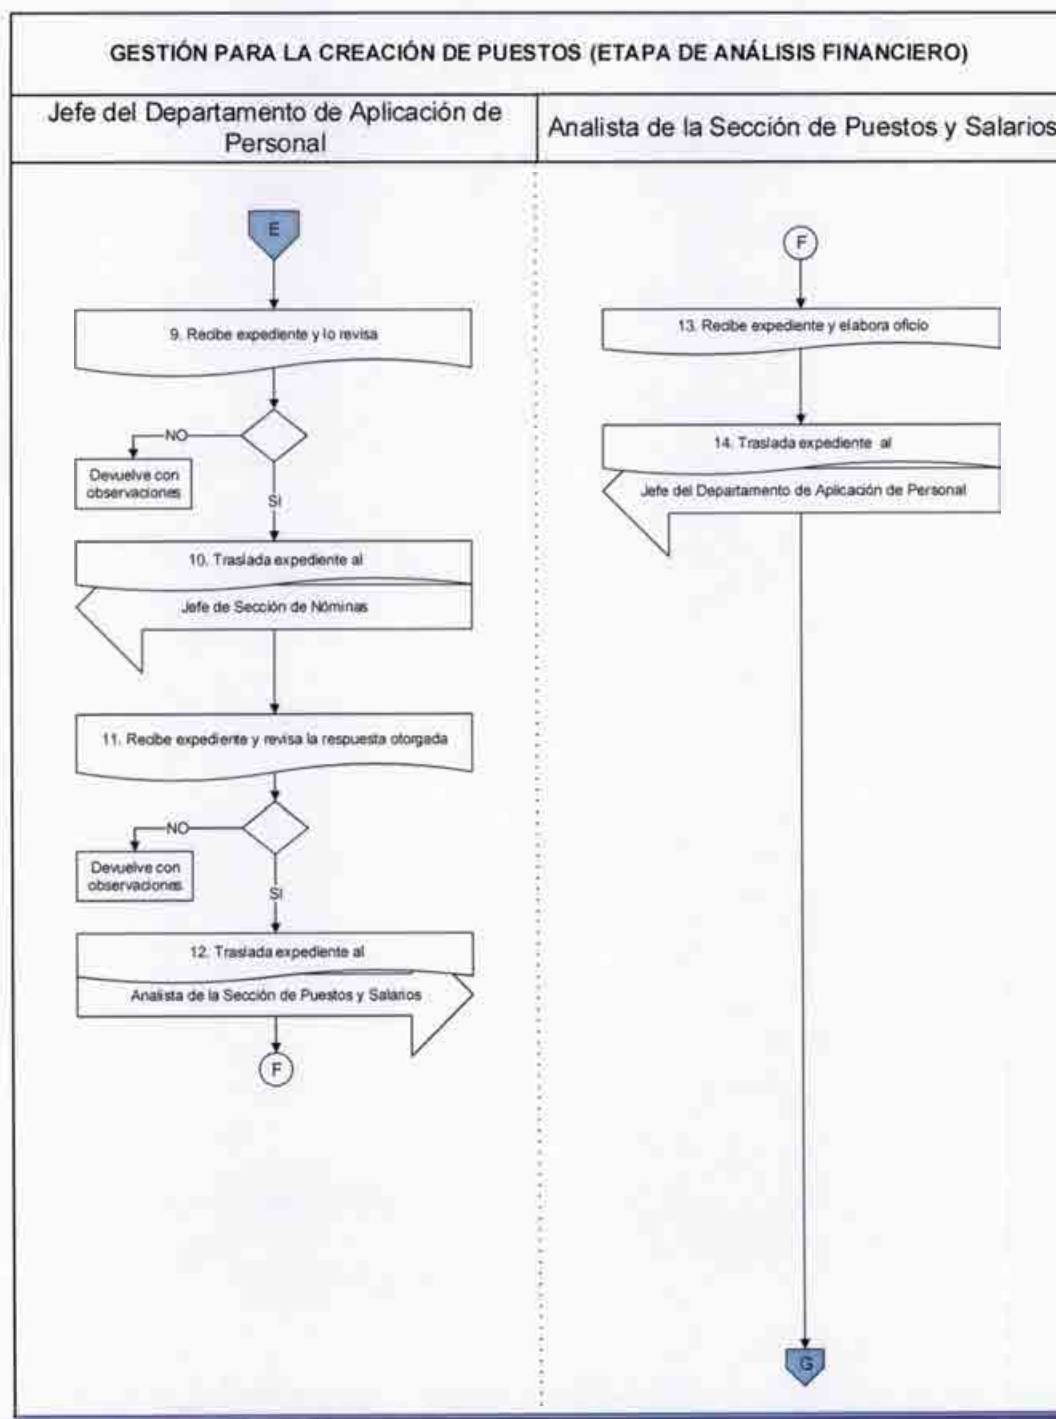 GESTIÓN PARA LA CREACIÓN DE PUESTOS (ETAPA DE ANÁLISIS FINANCIERO)
Jefe del Departamento de Aplicación de
Personal
Analista de la Sección de Puestos y Salarios
E
9. Recibe expediente y lo revisa
NO
Devuelve con
observaciones
SI
10. Traslada expediente al
Jefe de Sección de Nóminas
11. Recibe expediente y revisa la respuesta otorgada
NO
Devuelve con
observaciones
SI
12. Traslada expediente al
Analista de la Sección de Puestos y Salarios
F
F
13. Recibe expediente y elabora oficio
14. Traslada expediente al
Jefe del Departamento de Aplicación de Personal
G